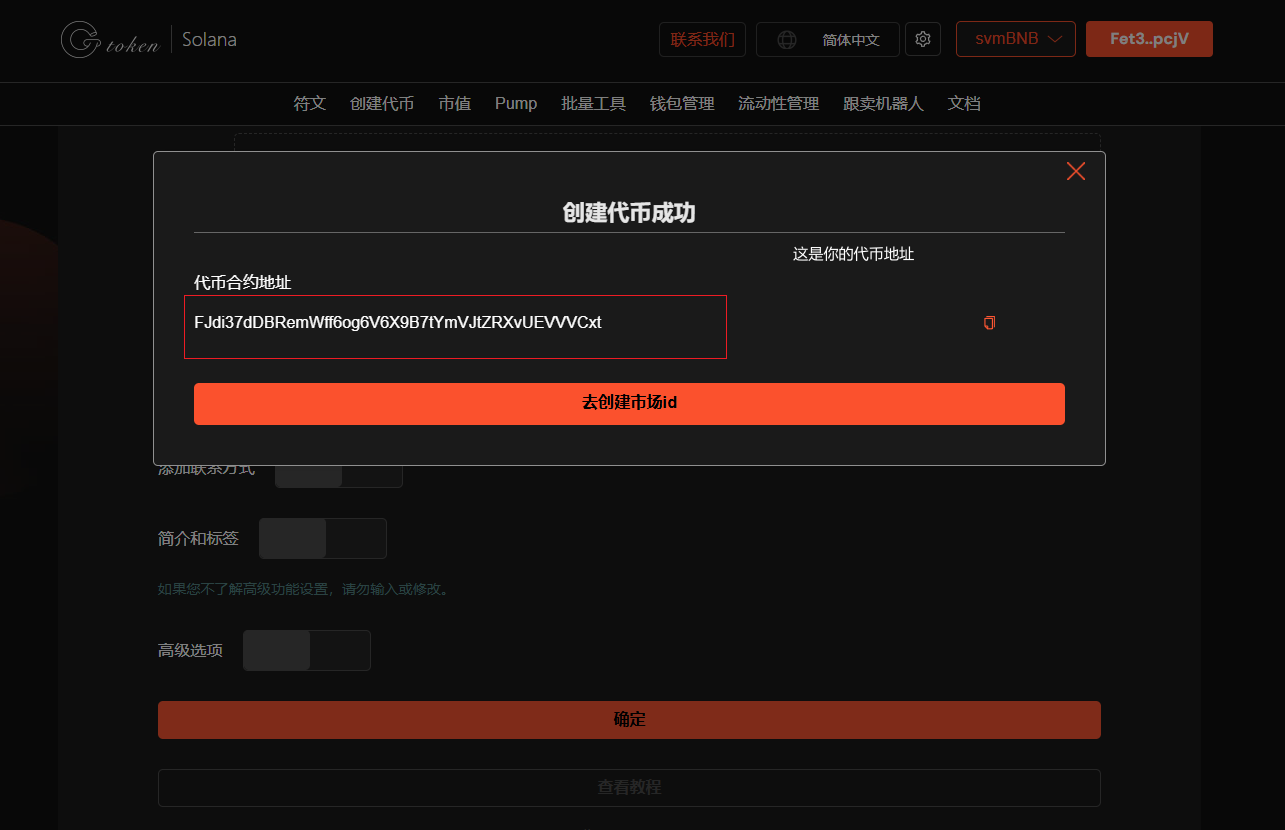 Gtoken Solana 联系我们 简体中文 svmBNB Fet3..pcjV
符文 创建代币 市值 Pump 批量工具 钱包管理 流动性管理 跟卖机器人 文档
创建代币成功
这是你的代币地址
代币合约地址
FJdi37dDBRemWff6og6V6X9B7tYmVJtZRXvUEVVVCxt
去创建市场id
添加联系方式
简介和标签
如果您不了解高级功能设置，请勿输入或修改。
高级选项
确定
查看教程